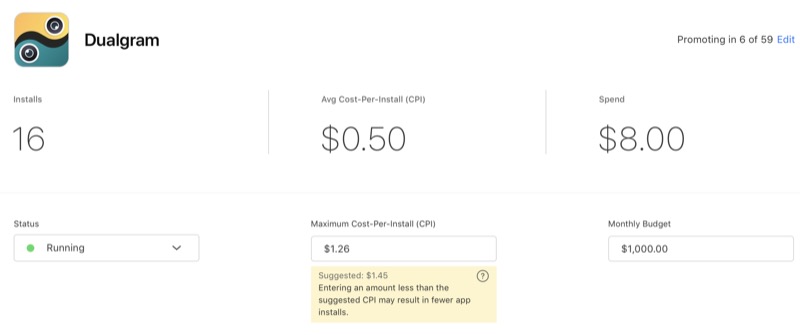 Dualgram
Promoting in 6 of 59 Edit
Installs
16
Avg Cost-Per-Install (CPI)
$0.50
Spend
$8.00
Status
Running
Maximum Cost-Per-Install (CPI)
$1.26
Suggested: $1.45
?
Entering an amount less than the
suggested CPI may result in fewer app
installs.
Monthly Budget
$1,000.00